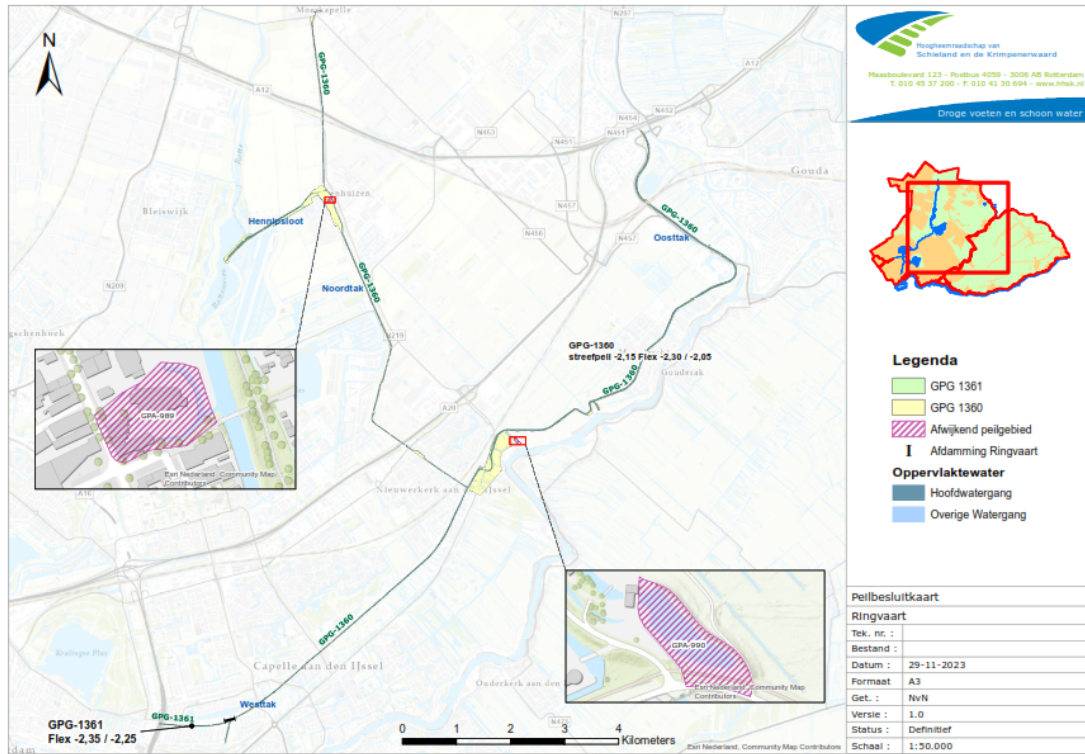 N
Moerkapelle
GPG-1360
A12
N207
A12
N453
N452
N454
N451
N451
Gouda
N457
N456
N457
Bleiswijk
Rotte
Hennipsloot
GPG-1360
Oosttak
Noordtak
GPG-1360
N209
N219
GPG-1360
streefpeil -2,15 Flex -2,30 / -2,05
GPG-1360
Gouderak
A20
GPA-989
Esri Nederland, Community Map
Contributors
A16
Nieuwerkerk aan den IJssel
GPG-1360
GPA-990
Esri Nederland, Community Map
Contributors
Capelle aan den IJssel
Ouderkerk aan den
Westtak
GPG-1361
GPG-1361
Flex -2,35 / -2,25
0 1 2 3 4
Kilometers
Esri Nederland, Community Map Contributors
Hoogheemraadschap van
Schieland en de Krimpenerwaard
Maasboulevard 123 - Postbus 4059 - 3006 AB Rotterdam
T. 010 45 37 200 - F. 010 41 30 694 - www.hhsk.nl
Droge voeten en schoon water
Legenda
GPG 1361
GPG 1360
Afwijkend peilgebied
Afdamming Ringvaart
Oppervlaktewater
Hoofdwatergang
Overige Watergang
Peilbesluitkaart
Ringvaart
Tek. nr. :
Bestand :
Datum : 29-11-2023
Formaat A3
Get. : NvN
Versie : 1.0
Status : Definitief
Schaal : 1:50.000